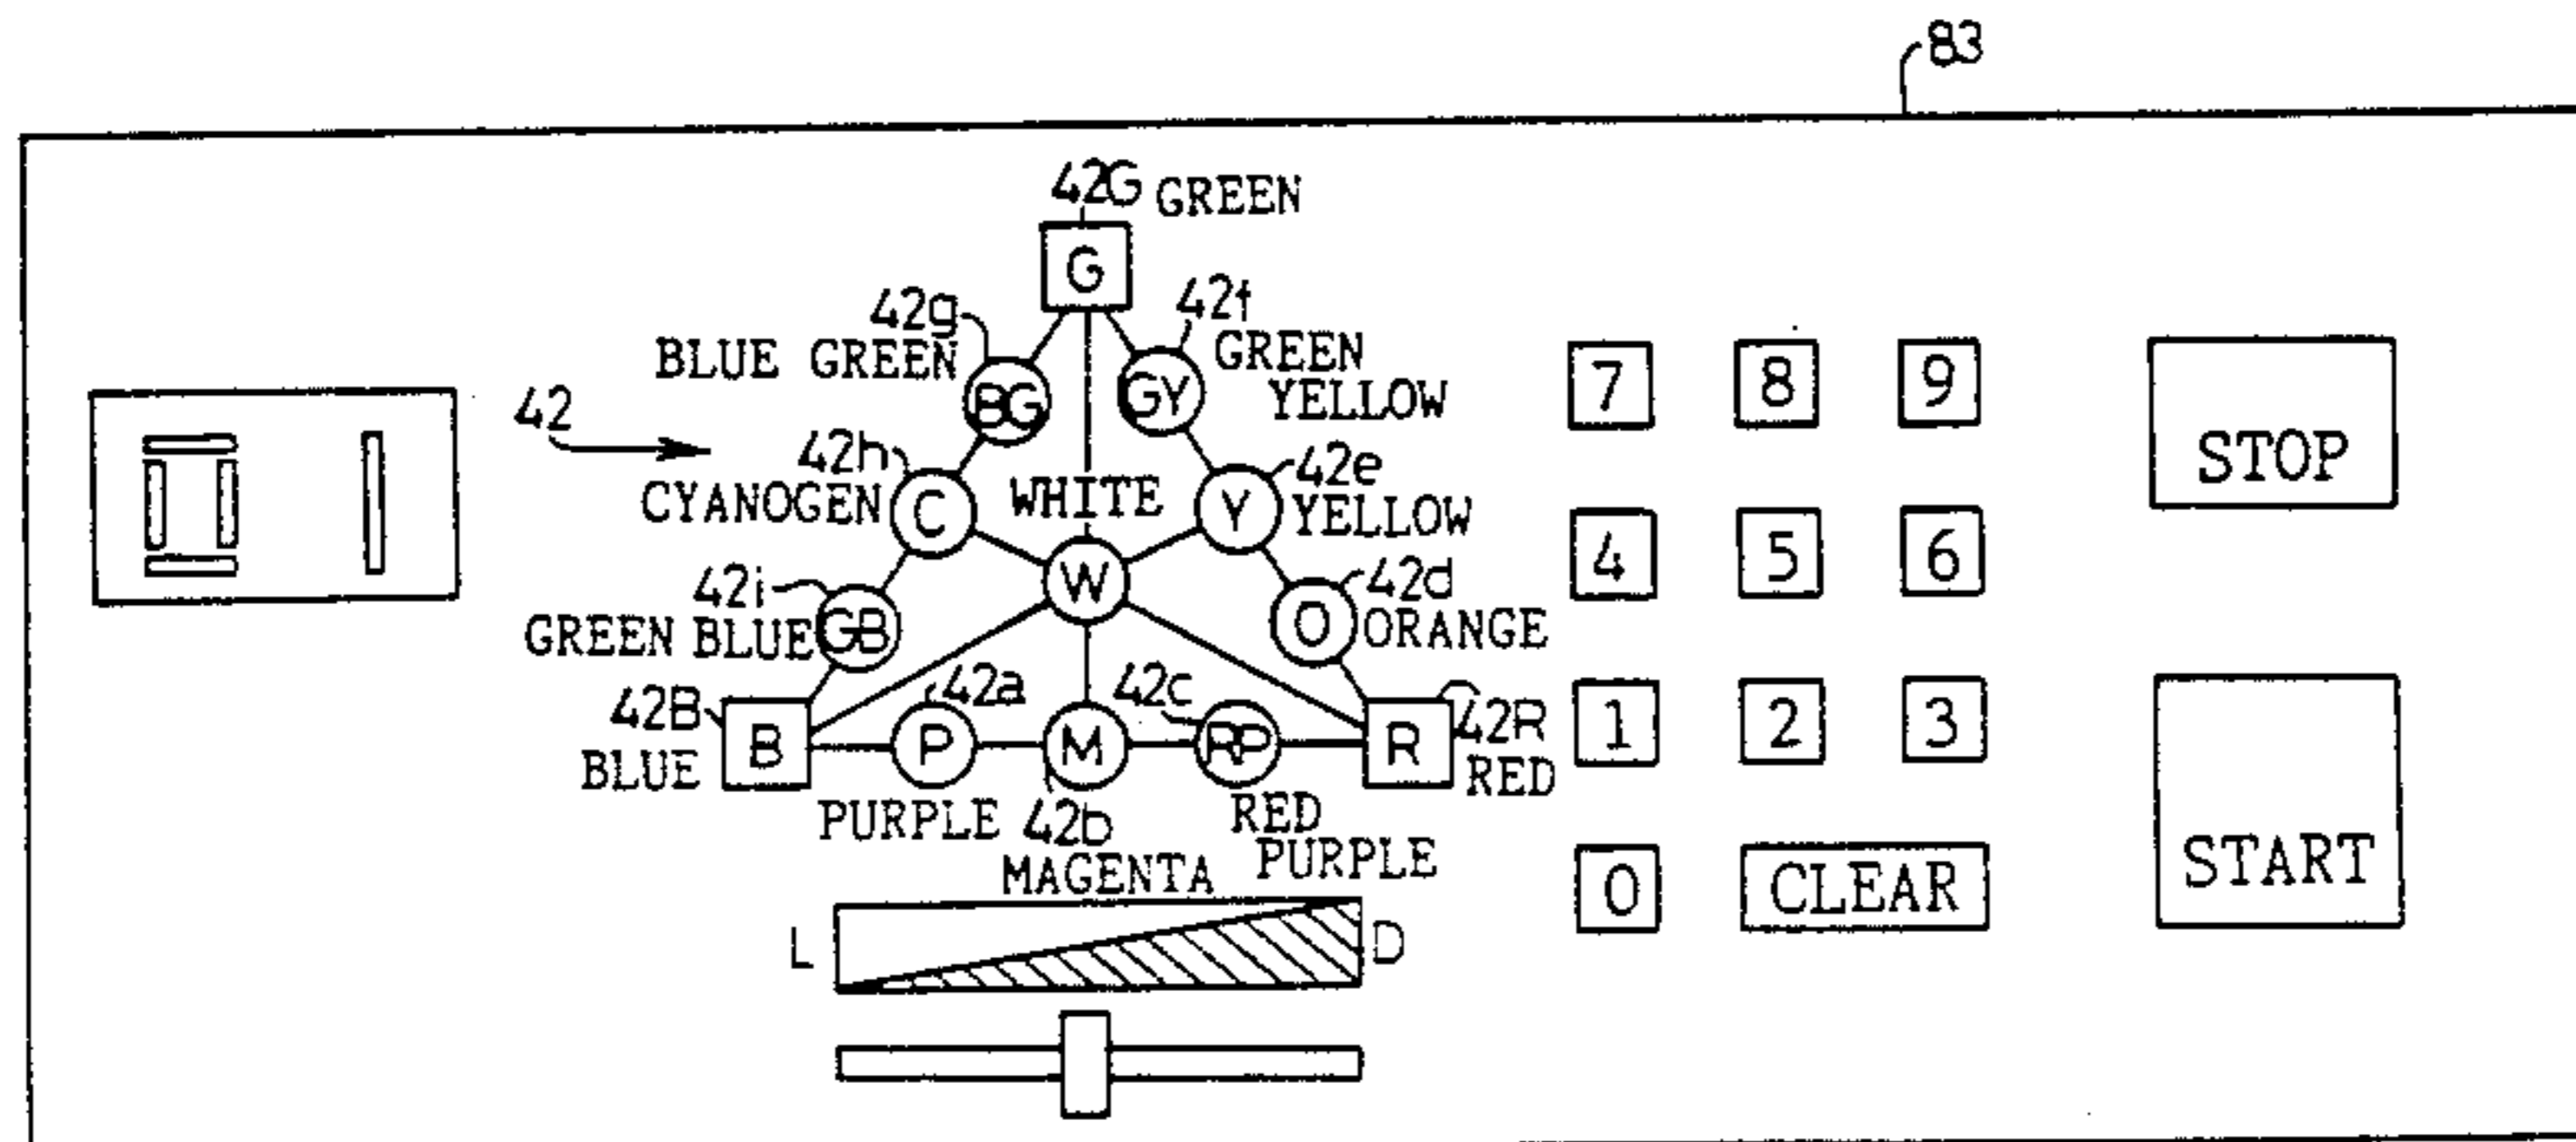 83
42G GREEN
G
42g
42f
BLUE GREEN
GREEN
YELLOW
BG
GY
42
42h
42e
CYANOGEN
C
WHITE
Y
YELLOW
W
42i
42d
GREEN BLUE
GB
O
ORANGE
42B
42a
42c
42R
BLUE
B
P
M
RP
R
RED
PURPLE
42b
RED
PURPLE
MAGENTA
L
D
7 8 9
4 5 6
1 2 3
0 CLEAR
STOP
START